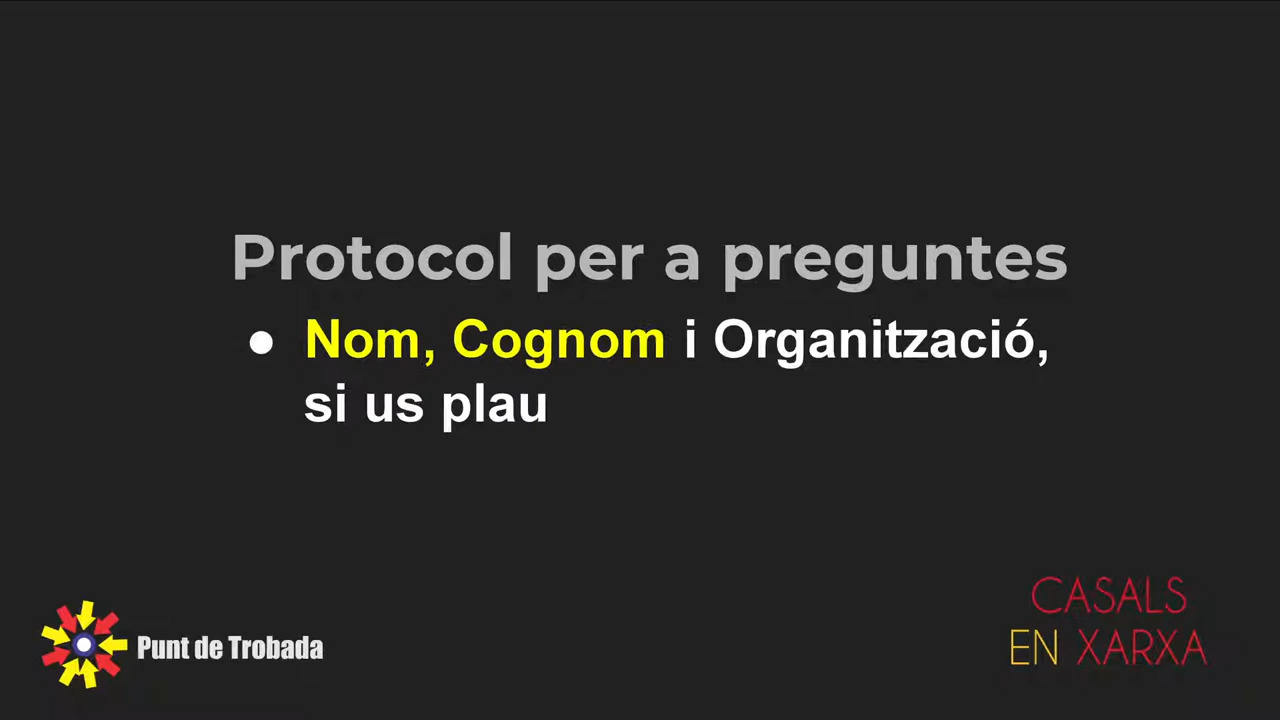 Protocol per a preguntes
● Nom, Cognom i Organització,
si us plau
Punt de Trobada
CASALS
EN XARXA